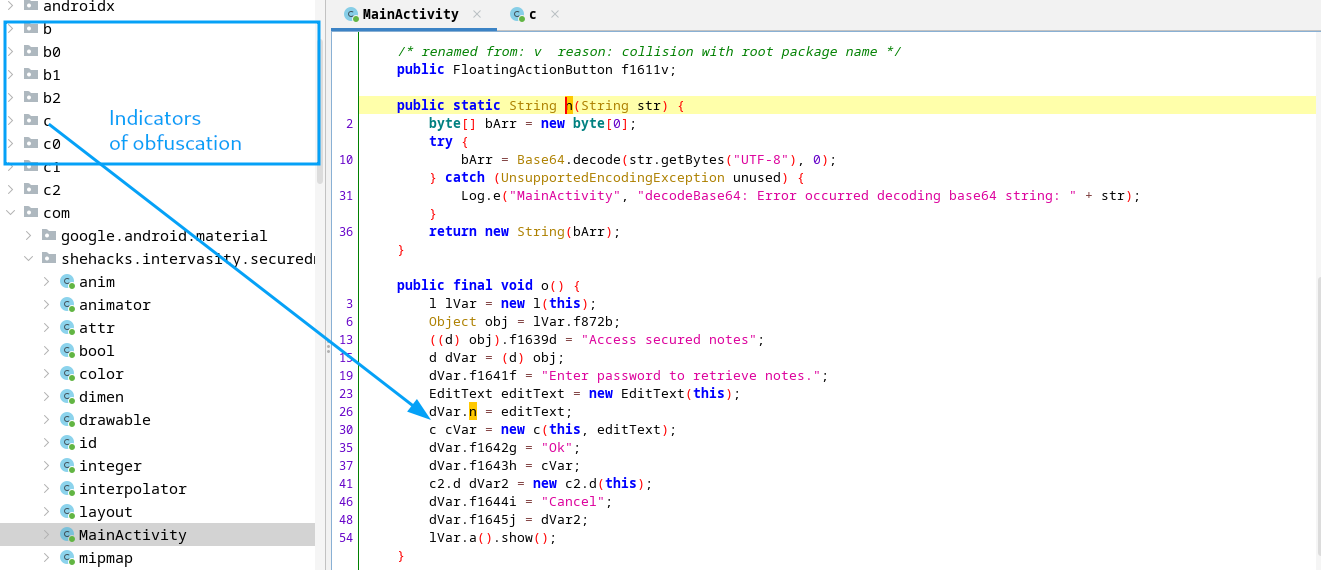 androidx
b
b0
b1
b2
c
c0
c1
c2
com
google.android.material
shehacks.intervasity.securedn
anim
animator
attr
bool
color
dimen
drawable
id
integer
interpolator
layout
MainActivity
mipmap
Indicators
of obfuscation
MainActivity ×
c ×
/* renamed from: v  reason: collision with root package name */
public FloatingActionButton f1611v;
public static String n(String str) {
2 byte[] bArr = new byte[0];
try {
10 bArr = Base64.decode(str.getBytes("UTF-8"), 0);
} catch (UnsupportedEncodingException unused) {
31 Log.e("MainActivity", "decodeBase64: Error occurred decoding base64 string: " + str);
}
36 return new String(bArr);
}
public final void o() {
3 l lVar = new l(this);
6 Object obj = lVar.f872b;
13 ((d) obj).f1639d = "Access secured notes";
15 d dVar = (d) obj;
19 dVar.f1641f = "Enter password to retrieve notes.";
23 EditText editText = new EditText(this);
26 dVar.n = editText;
30 c cVar = new c(this, editText);
35 dVar.f1642g = "Ok";
37 dVar.f1643h = cVar;
41 c2.d dVar2 = new c2.d(this);
46 dVar.f1644i = "Cancel";
48 dVar.f1645j = dVar2;
54 lVar.a().show();
}